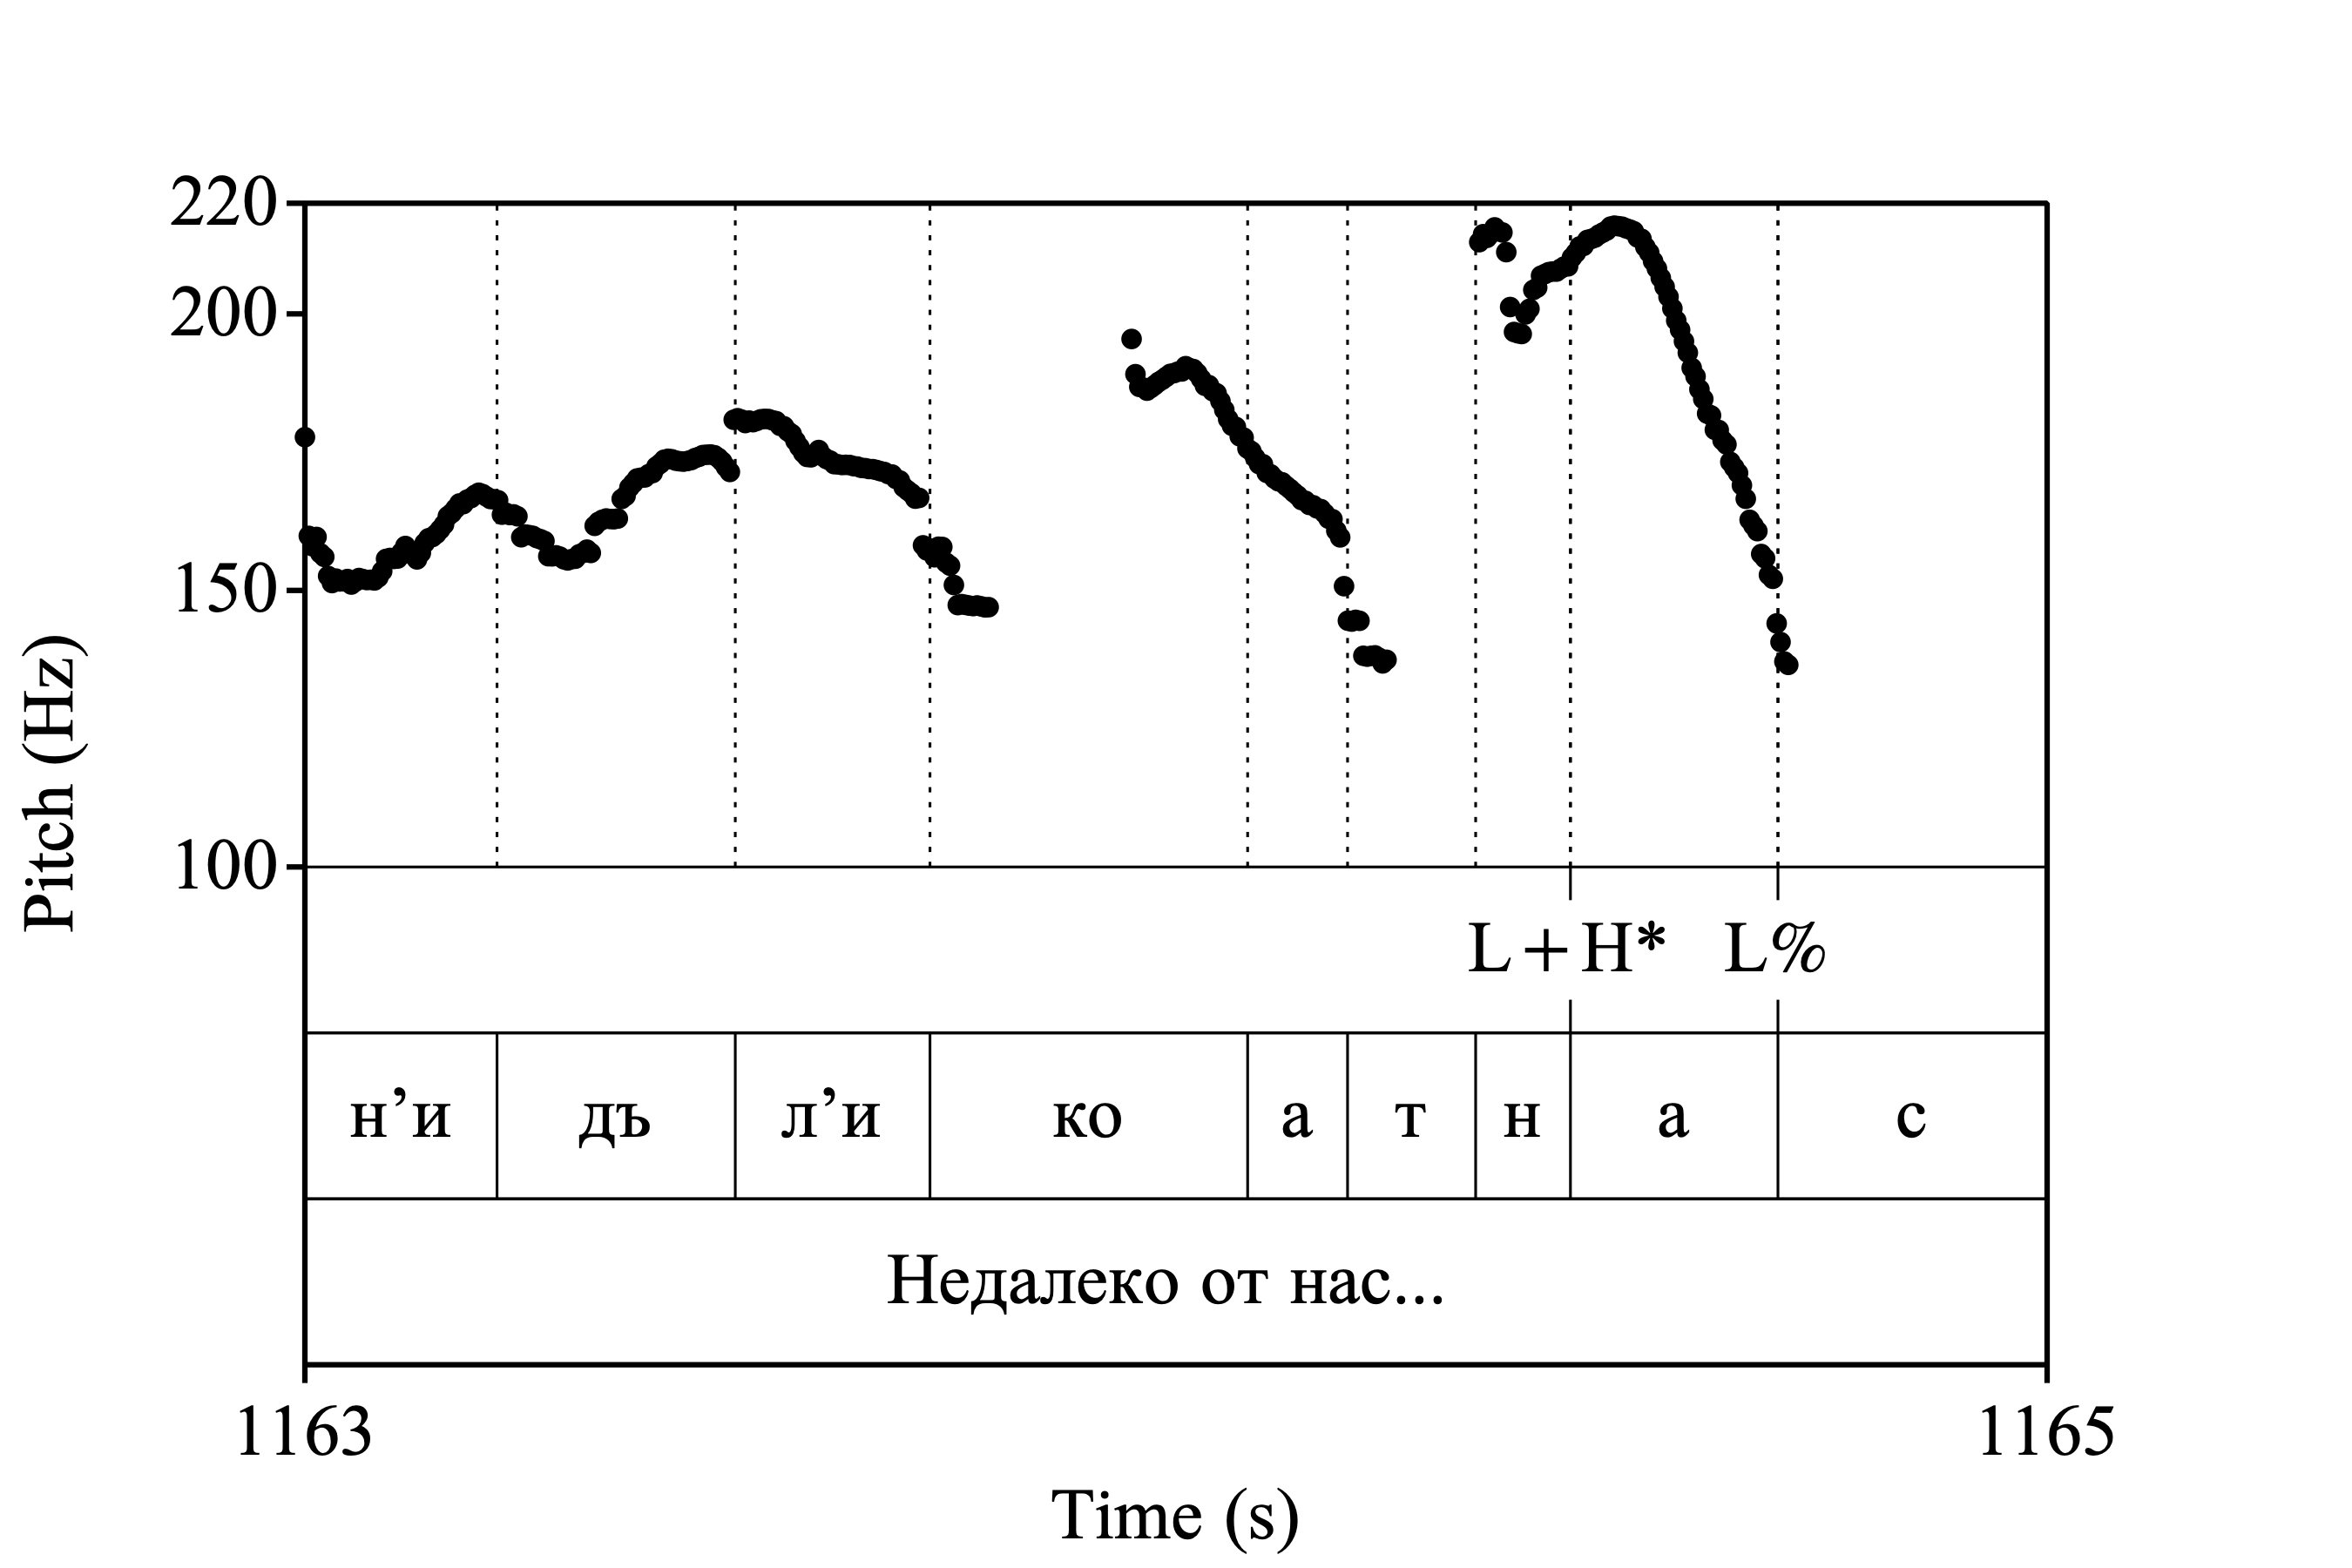 220
200
150
100
Pitch (Hz)
L+H* L%
н’и дъ л’и ко а т н а с
Недалеко от нас...
1163 1165
Time (s)